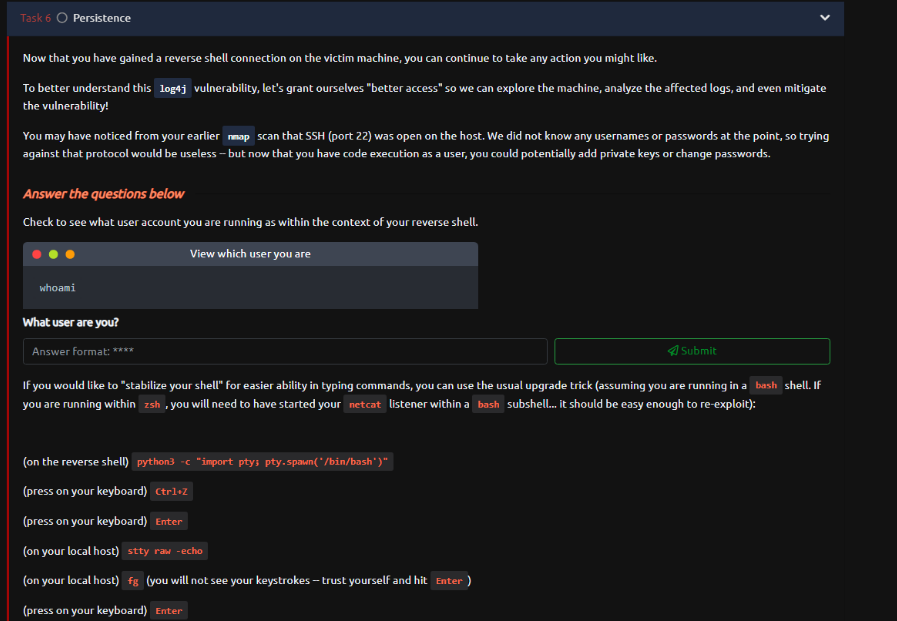 Task 6 Persistence
Now that you have gained a reverse shell connection on the victim machine, you can continue to take any action you might like.
To better understand this log4j vulnerability, let's grant ourselves "better access" so we can explore the machine, analyze the affected logs, and even mitigate
the vulnerability!
You may have noticed from your earlier nmap scan that SSH (port 22) was open on the host. We did not know any usernames or passwords at the point, so trying
against that protocol would be useless – but now that you have code execution as a user, you could potentially add private keys or change passwords.
Answer the questions below
Check to see what user account you are running as within the context of your reverse shell.
View which user you are
whoami
What user are you?
Answer format: ****
Submit
If you would like to "stabilize your shell" for easier ability in typing commands, you can use the usual upgrade trick (assuming you are running in a bash shell. If
you are running within zsh, you will need to have started your netcat listener within a bash subshell... it should be easy enough to re-exploit):
(on the reverse shell) python3 -c "import pty; pty.spawn('/bin/bash')"
(press on your keyboard) Ctrl+Z
(press on your keyboard) Enter
(on your local host) stty raw -echo
(on your local host) fg (you will not see your keystrokes – trust yourself and hit Enter )
(press on your keyboard) Enter